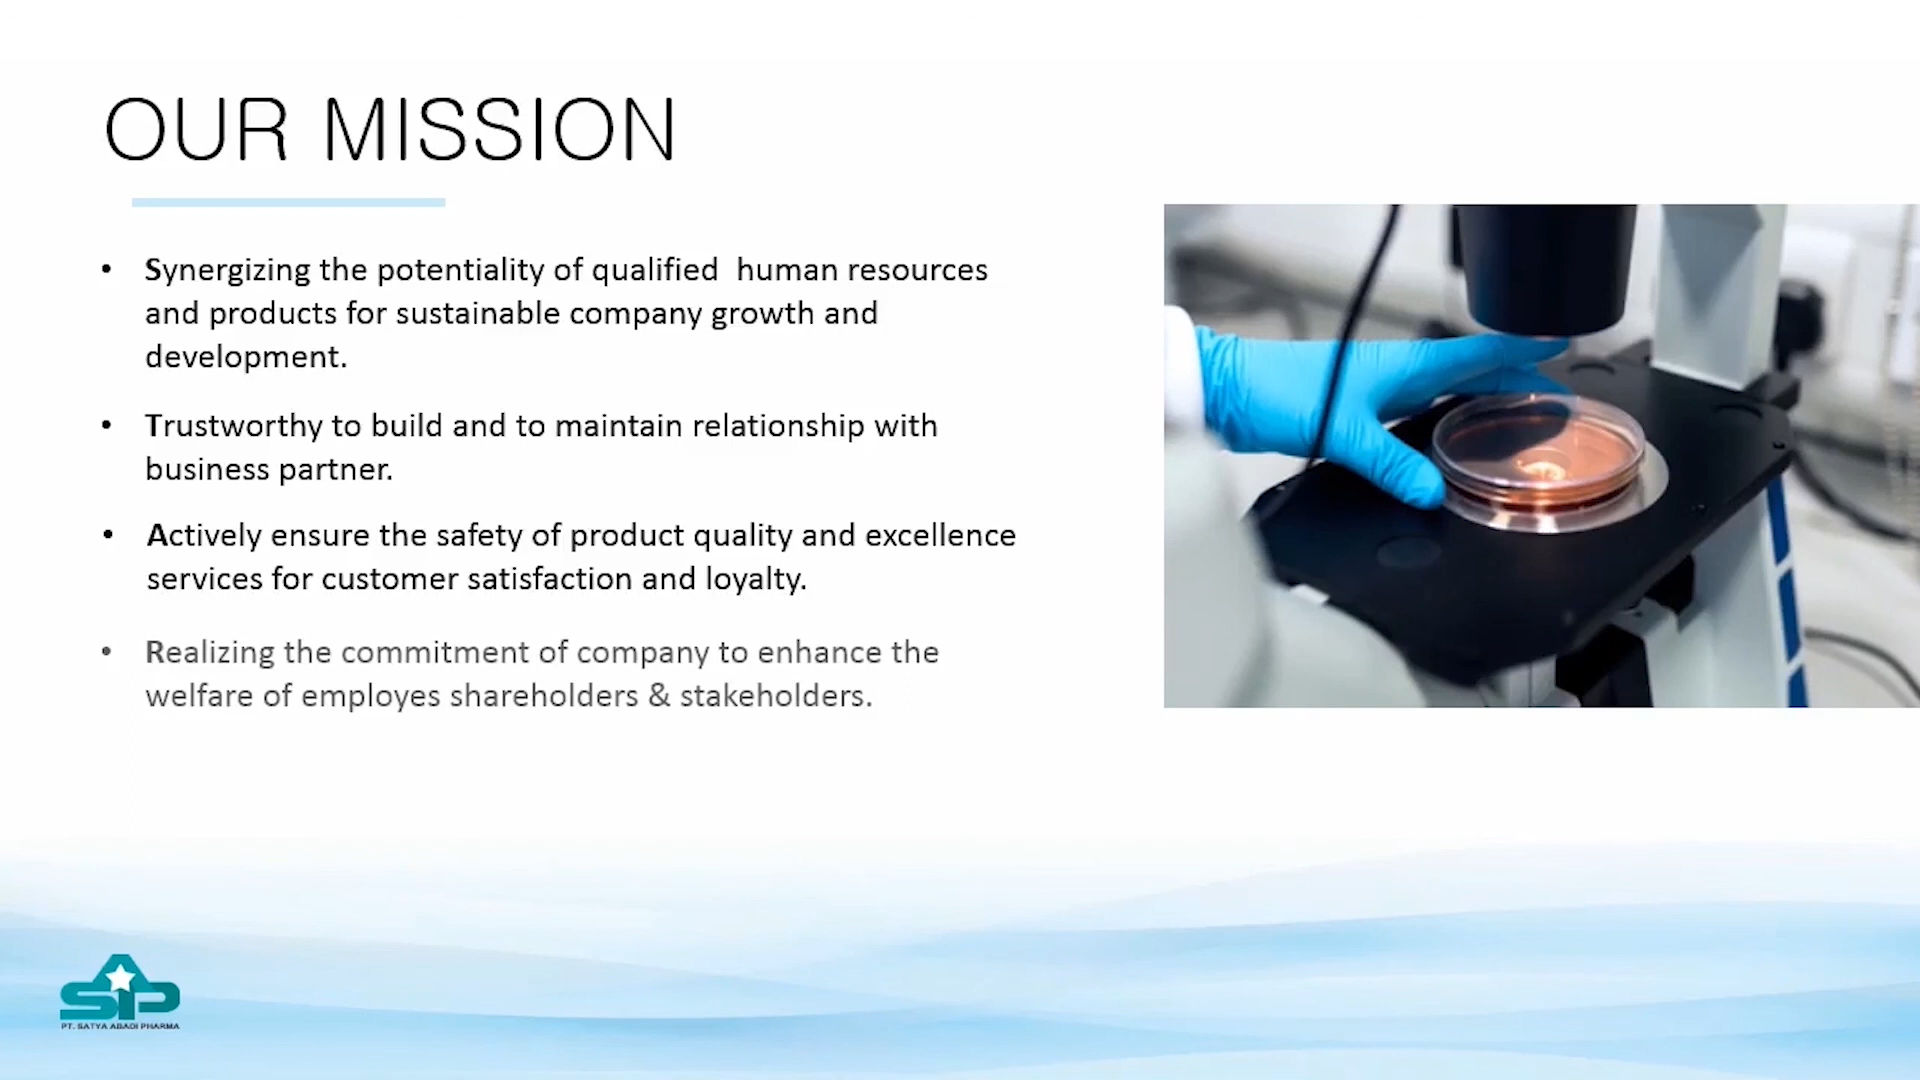 OUR MISSION
• Synergizing the potentiality of qualified  human resources
and products for sustainable company growth and
development.
• Trustworthy to build and to maintain relationship with
business partner.
• Actively ensure the safety of product quality and excellence
services for customer satisfaction and loyalty.
• Realizing the commitment of company to enhance the
welfare of employes shareholders & stakeholders.
SAP
PT. SATYA ABADI PHARMA